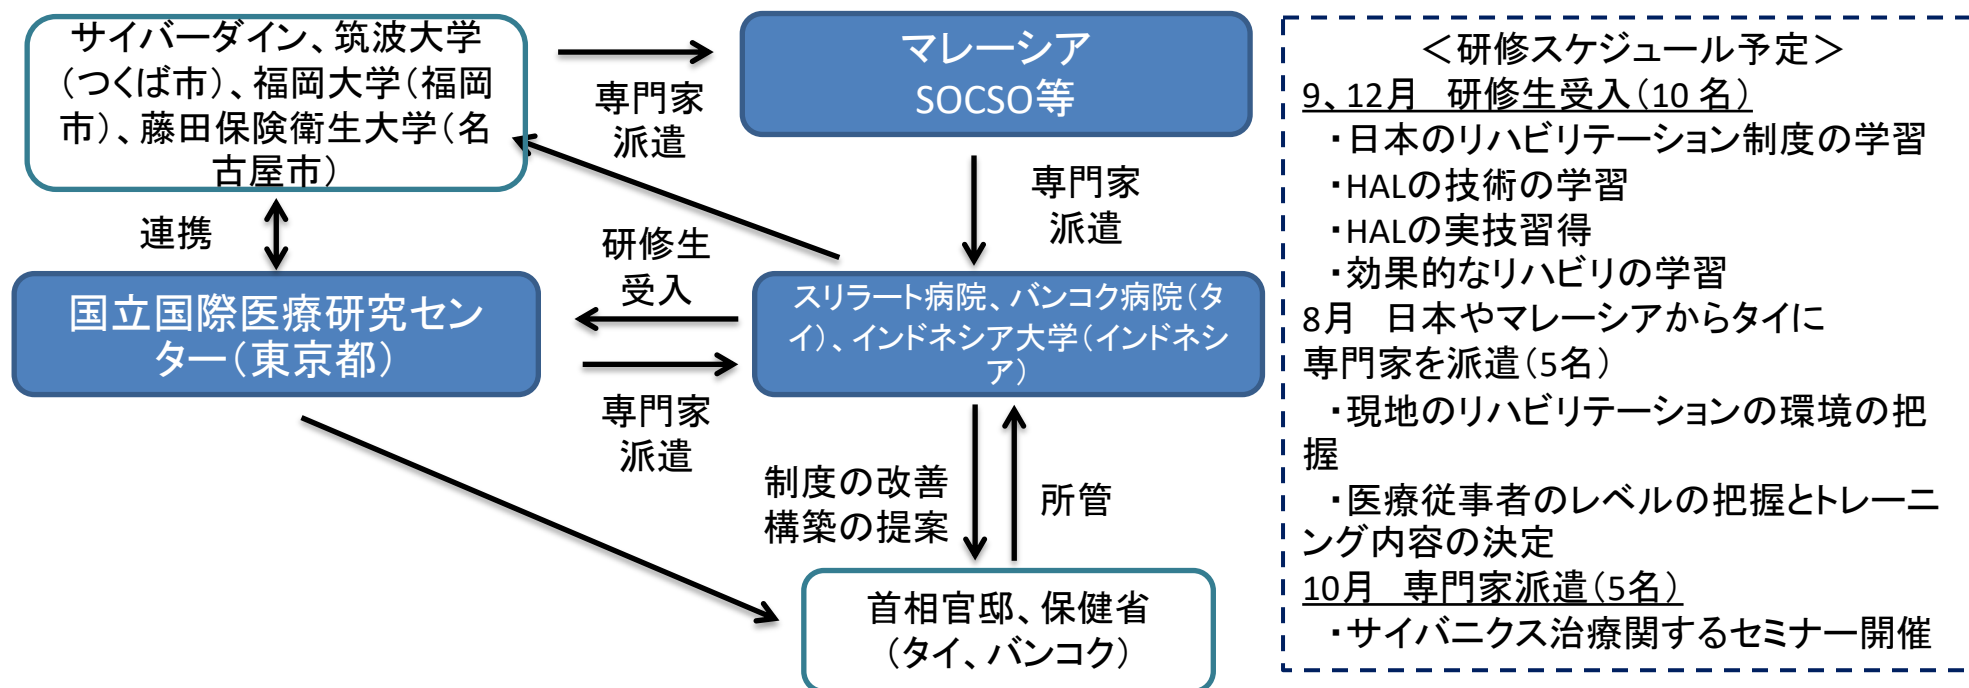 サイバーダイン、筑波大学
（つくば市）、福岡大学（福岡
市）、藤田保険衛生大学（名
古屋市）
専門家
派遣
マレーシア
SOCSO等
専門家
派遣
連携
研修生
受入
国立国際医療研究セン
ター（東京都）
スリラート病院、バンコク病院（タ
イ）、インドネシア大学（インドネシ
ア）
専門家
派遣
制度の改善
構築の提案
所管
首相官邸、保健省
（タイ、バンコク）
＜研修スケジュール予定＞
9、12月　研修生受入（10 名）
・日本のリハビリテーション制度の学習
・HALの技術の学習
・HALの実技習得
・効果的なリハビリの学習
8月　日本やマレーシアからタイに
専門家を派遣（5名）
・現地のリハビリテーションの環境の把
握
・医療従事者のレベルの把握とトレーニ
ング内容の決定
10月　専門家派遣（5名）
・サイバニクス治療関するセミナー開催